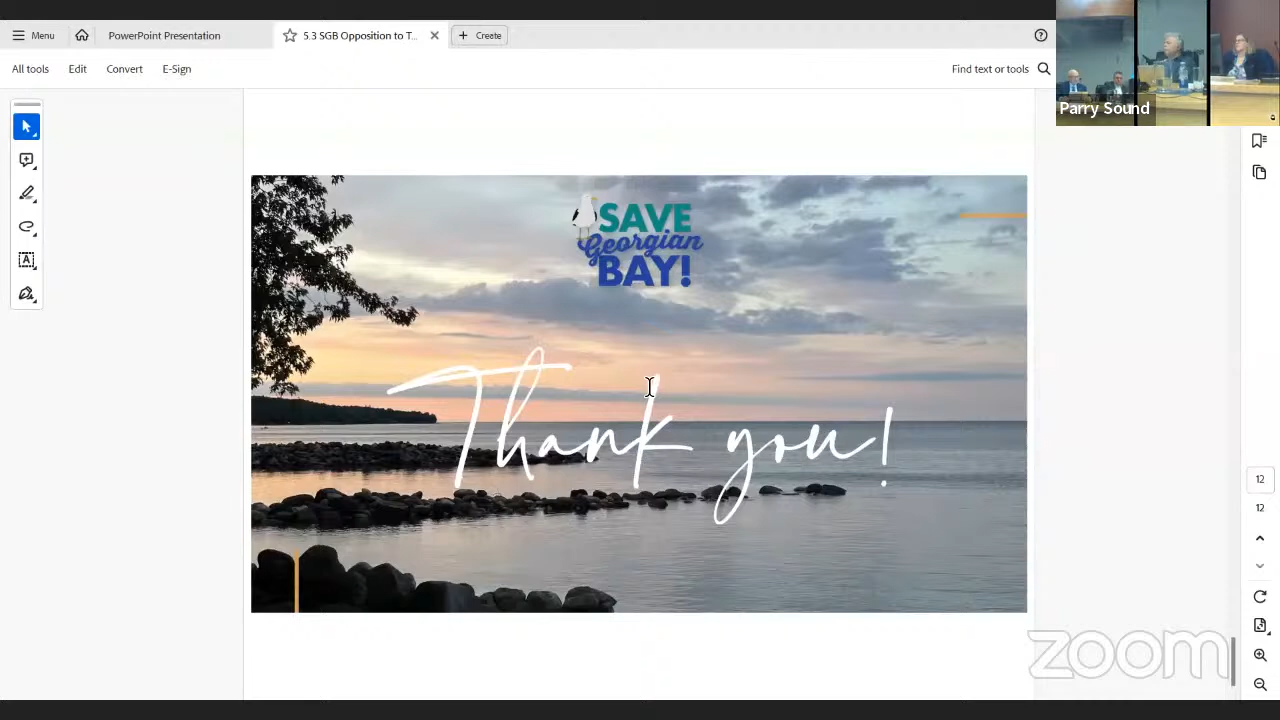 Menu
PowerPoint Presentation
5.3 SGB Opposition to T...
Create
All tools
Edit
Convert
E-Sign
Find text or tools
Parry Sound
SAVE
Georgian
BAY!
Thank you!
12
12
zoom